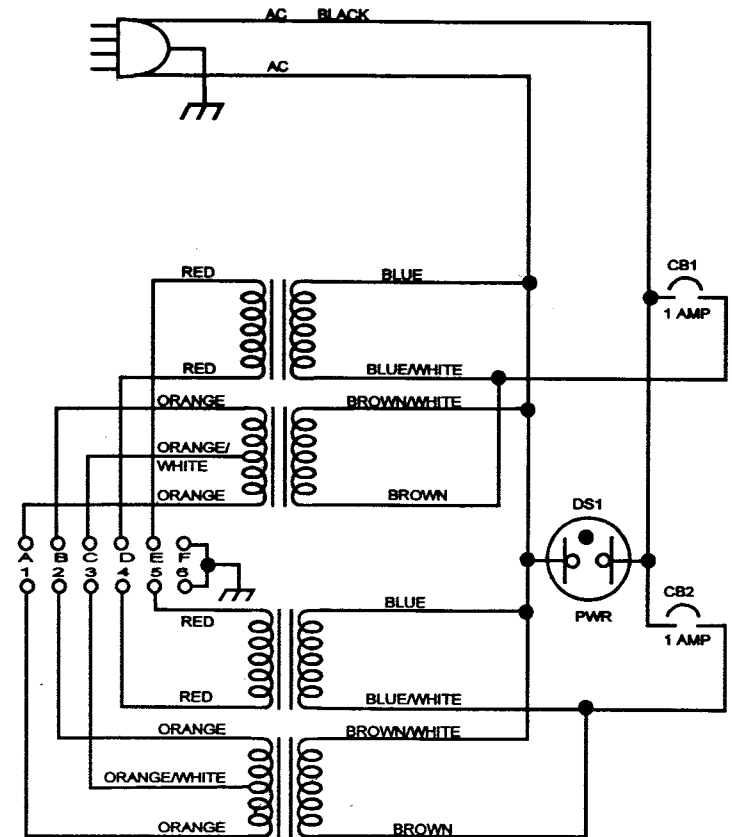 AC BLACK
AC
CB1
1 AMP
RED
BLUE
RED
BLUE/WHITE
ORANGE
BROWN/WHITE
ORANGE/
WHITE
ORANGE
BROWN
DS1
PWR
A B C D E F
1 2 3 4 5 6
CB2
1 AMP
BLUE
RED
RED
BLUE/WHITE
ORANGE
BROWN/WHITE
ORANGE/WHITE
ORANGE
BROWN